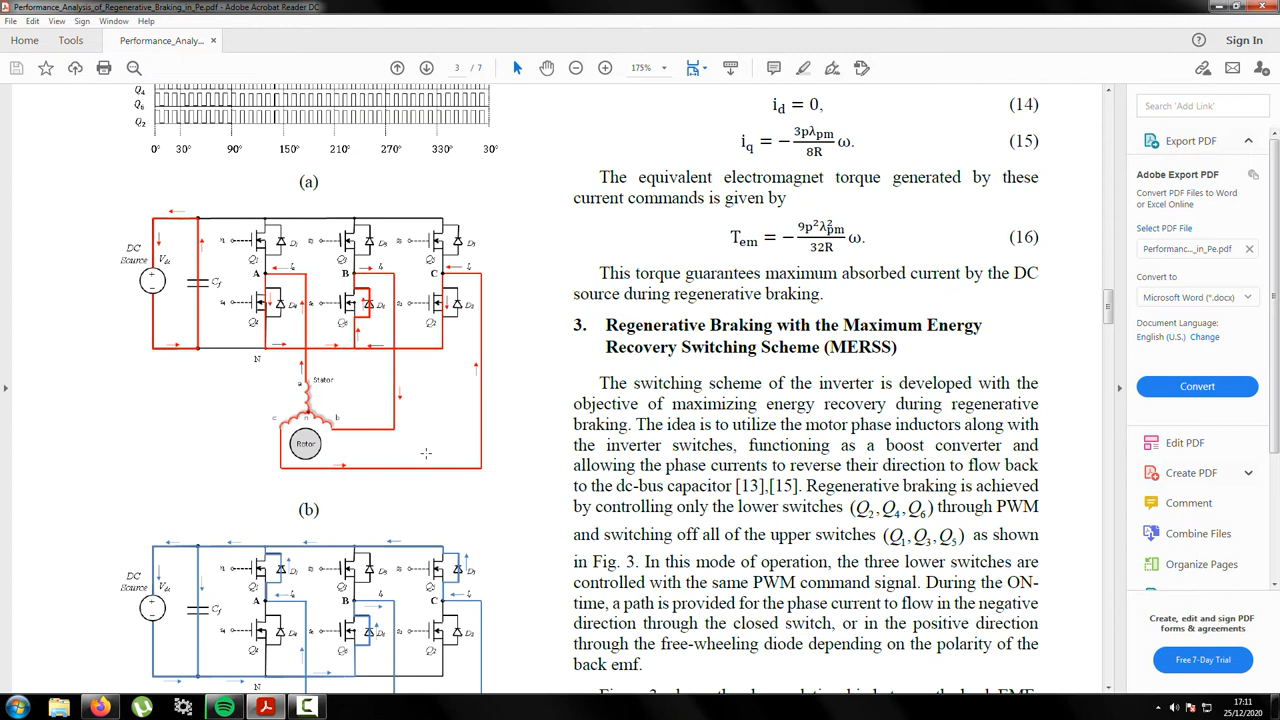 Performance_Analysis_of_Regenerative_Braking_in_Pe.pdf - Adobe Acrobat Reader DC
File Edit View Sign Window Help
Home Tools Performance_Analy...
Sign In
3 / 7
175%
Q4
Q6
Q2
0° 30° 90° 150° 210° 270° 330° 30°
(a)
DC
Source
Vdc
Cf
D1
D3
D5
Q1
Q3
Q5
A
B
C
D4
D6
D2
N
a
Stator
c
n
b
Rotor
(b)
DC
Source
Vdc
Cf
A
B
C
N
id = 0, (14)
iq = − 3pλpm / 8R ω. (15)
The equivalent electromagnet torque generated by these
current commands is given by
Tem = − 9p²λ²pm / 32R ω. (16)
This torque guarantees maximum absorbed current by the DC
source during regenerative braking.
3. Regenerative Braking with the Maximum Energy
Recovery Switching Scheme (MERSS)
The switching scheme of the inverter is developed with the
objective of maximizing energy recovery during regenerative
braking. The idea is to utilize the motor phase inductors along with
the inverter switches, functioning as a boost converter and
allowing the phase currents to reverse their direction to flow back
to the dc-bus capacitor [13],[15]. Regenerative braking is achieved
by controlling only the lower switches (Q2,Q4,Q6) through PWM
and switching off all of the upper switches (Q1,Q3,Q5) as shown
in Fig. 3. In this mode of operation, the three lower switches are
controlled with the same PWM command signal. During the ON-
time, a path is provided for the phase current to flow in the negative
direction through the closed switch, or in the positive direction
through the free-wheeling diode depending on the polarity of the
back emf.
Search 'Add Link'
Export PDF
Adobe Export PDF
Convert PDF Files to Word
or Excel Online
Select PDF File
Performanc..._in_Pe.pdf
Convert to
Microsoft Word (*.docx)
Document Language:
English (U.S.) Change
Convert
Edit PDF
Create PDF
Comment
Combine Files
Organize Pages
Create, edit and sign PDF
forms & agreements
Free 7-Day Trial
17:11
25/12/2020